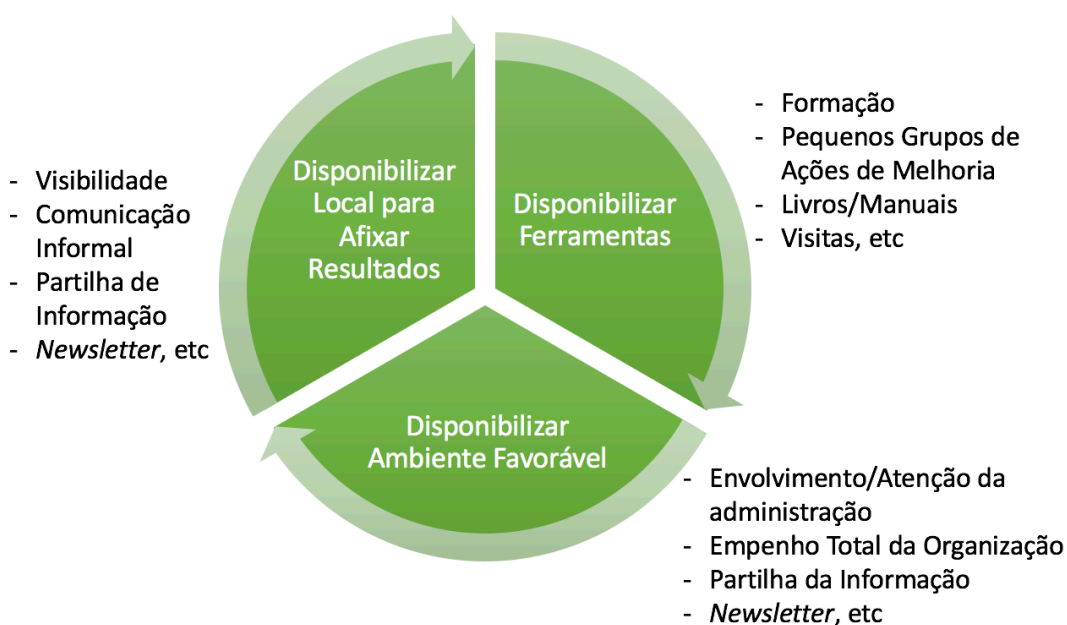 Disponibilizar
Ferramentas
- Formação
- Pequenos Grupos de
Ações de Melhoria
- Livros/Manuais
- Visitas, etc
Disponibilizar
Ambiente Favorável
- Envolvimento/Atenção da
administração
- Empenho Total da Organização
- Partilha da Informação
- Newsletter, etc
Disponibilizar
Local para
Afixar
Resultados
- Visibilidade
- Comunicação
Informal
- Partilha de
Informação
- Newsletter, etc